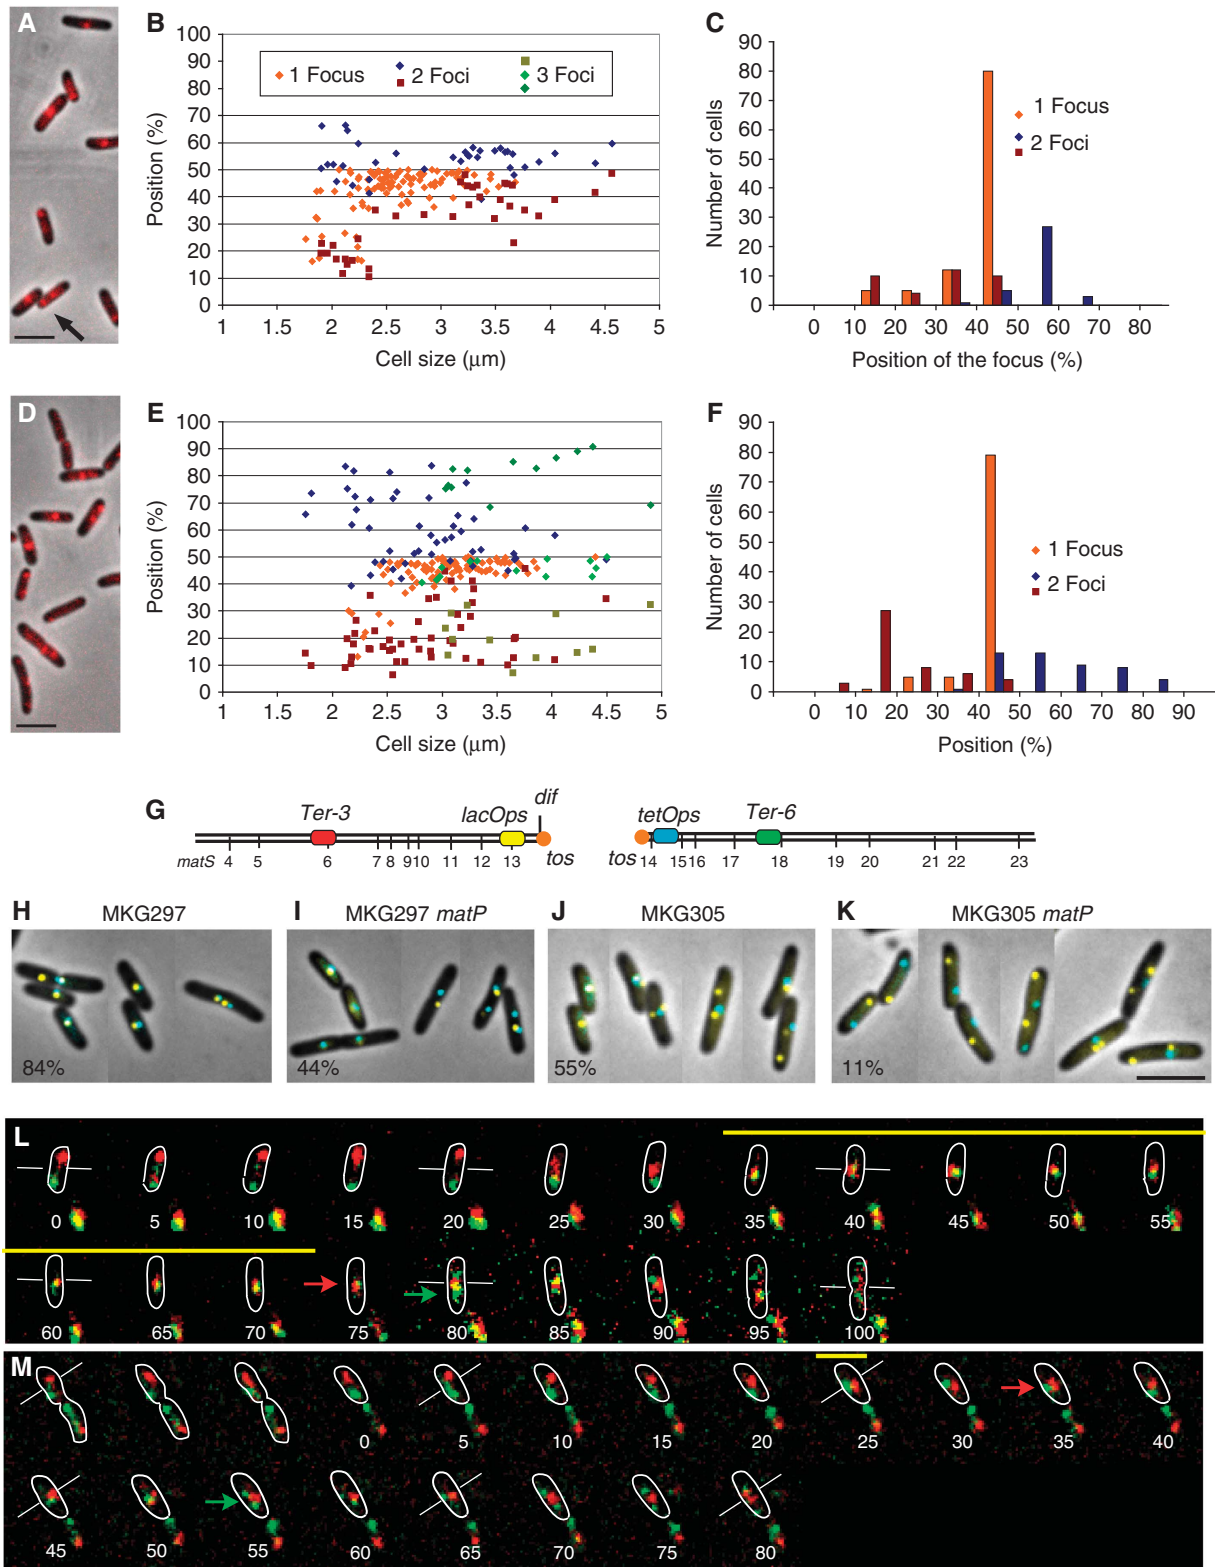 A
B
100
90
80
70
60
50
40
30
20
10
0
Position (%)
1 Focus
2 Foci
3 Foci
1 1.5 2 2.5 3 3.5 4 4.5 5
Cell size (µm)
C
90
80
70
60
50
40
30
20
10
0
Number of cells
1 Focus
2 Foci
0 10 20 30 40 50 60 70 80
Position of the focus (%)
D
E
100
90
80
70
60
50
40
30
20
10
0
Position (%)
1 1.5 2 2.5 3 3.5 4 4.5 5
Cell size (µm)
F
90
80
70
60
50
40
30
20
10
0
Number of cells
1 Focus
2 Foci
0 10 20 30 40 50 60 70 80 90
Position (%)
G
Ter-3 lacOps dif tetOps Ter-6
tos tos
matS 4 5 6 7 8 9 10 11 12 13 14 15 16 17 18 19 20 21 22 23
H MKG297
84%
I MKG297 matP
44%
J MKG305
55%
K MKG305 matP
11%
L
0 5 10 15 20 25 30 35 40 45 50 55
60 65 70 75 80 85 90 95 100
M
0 5 10 15 20 25 30 35 40
45 50 55 60 65 70 75 80